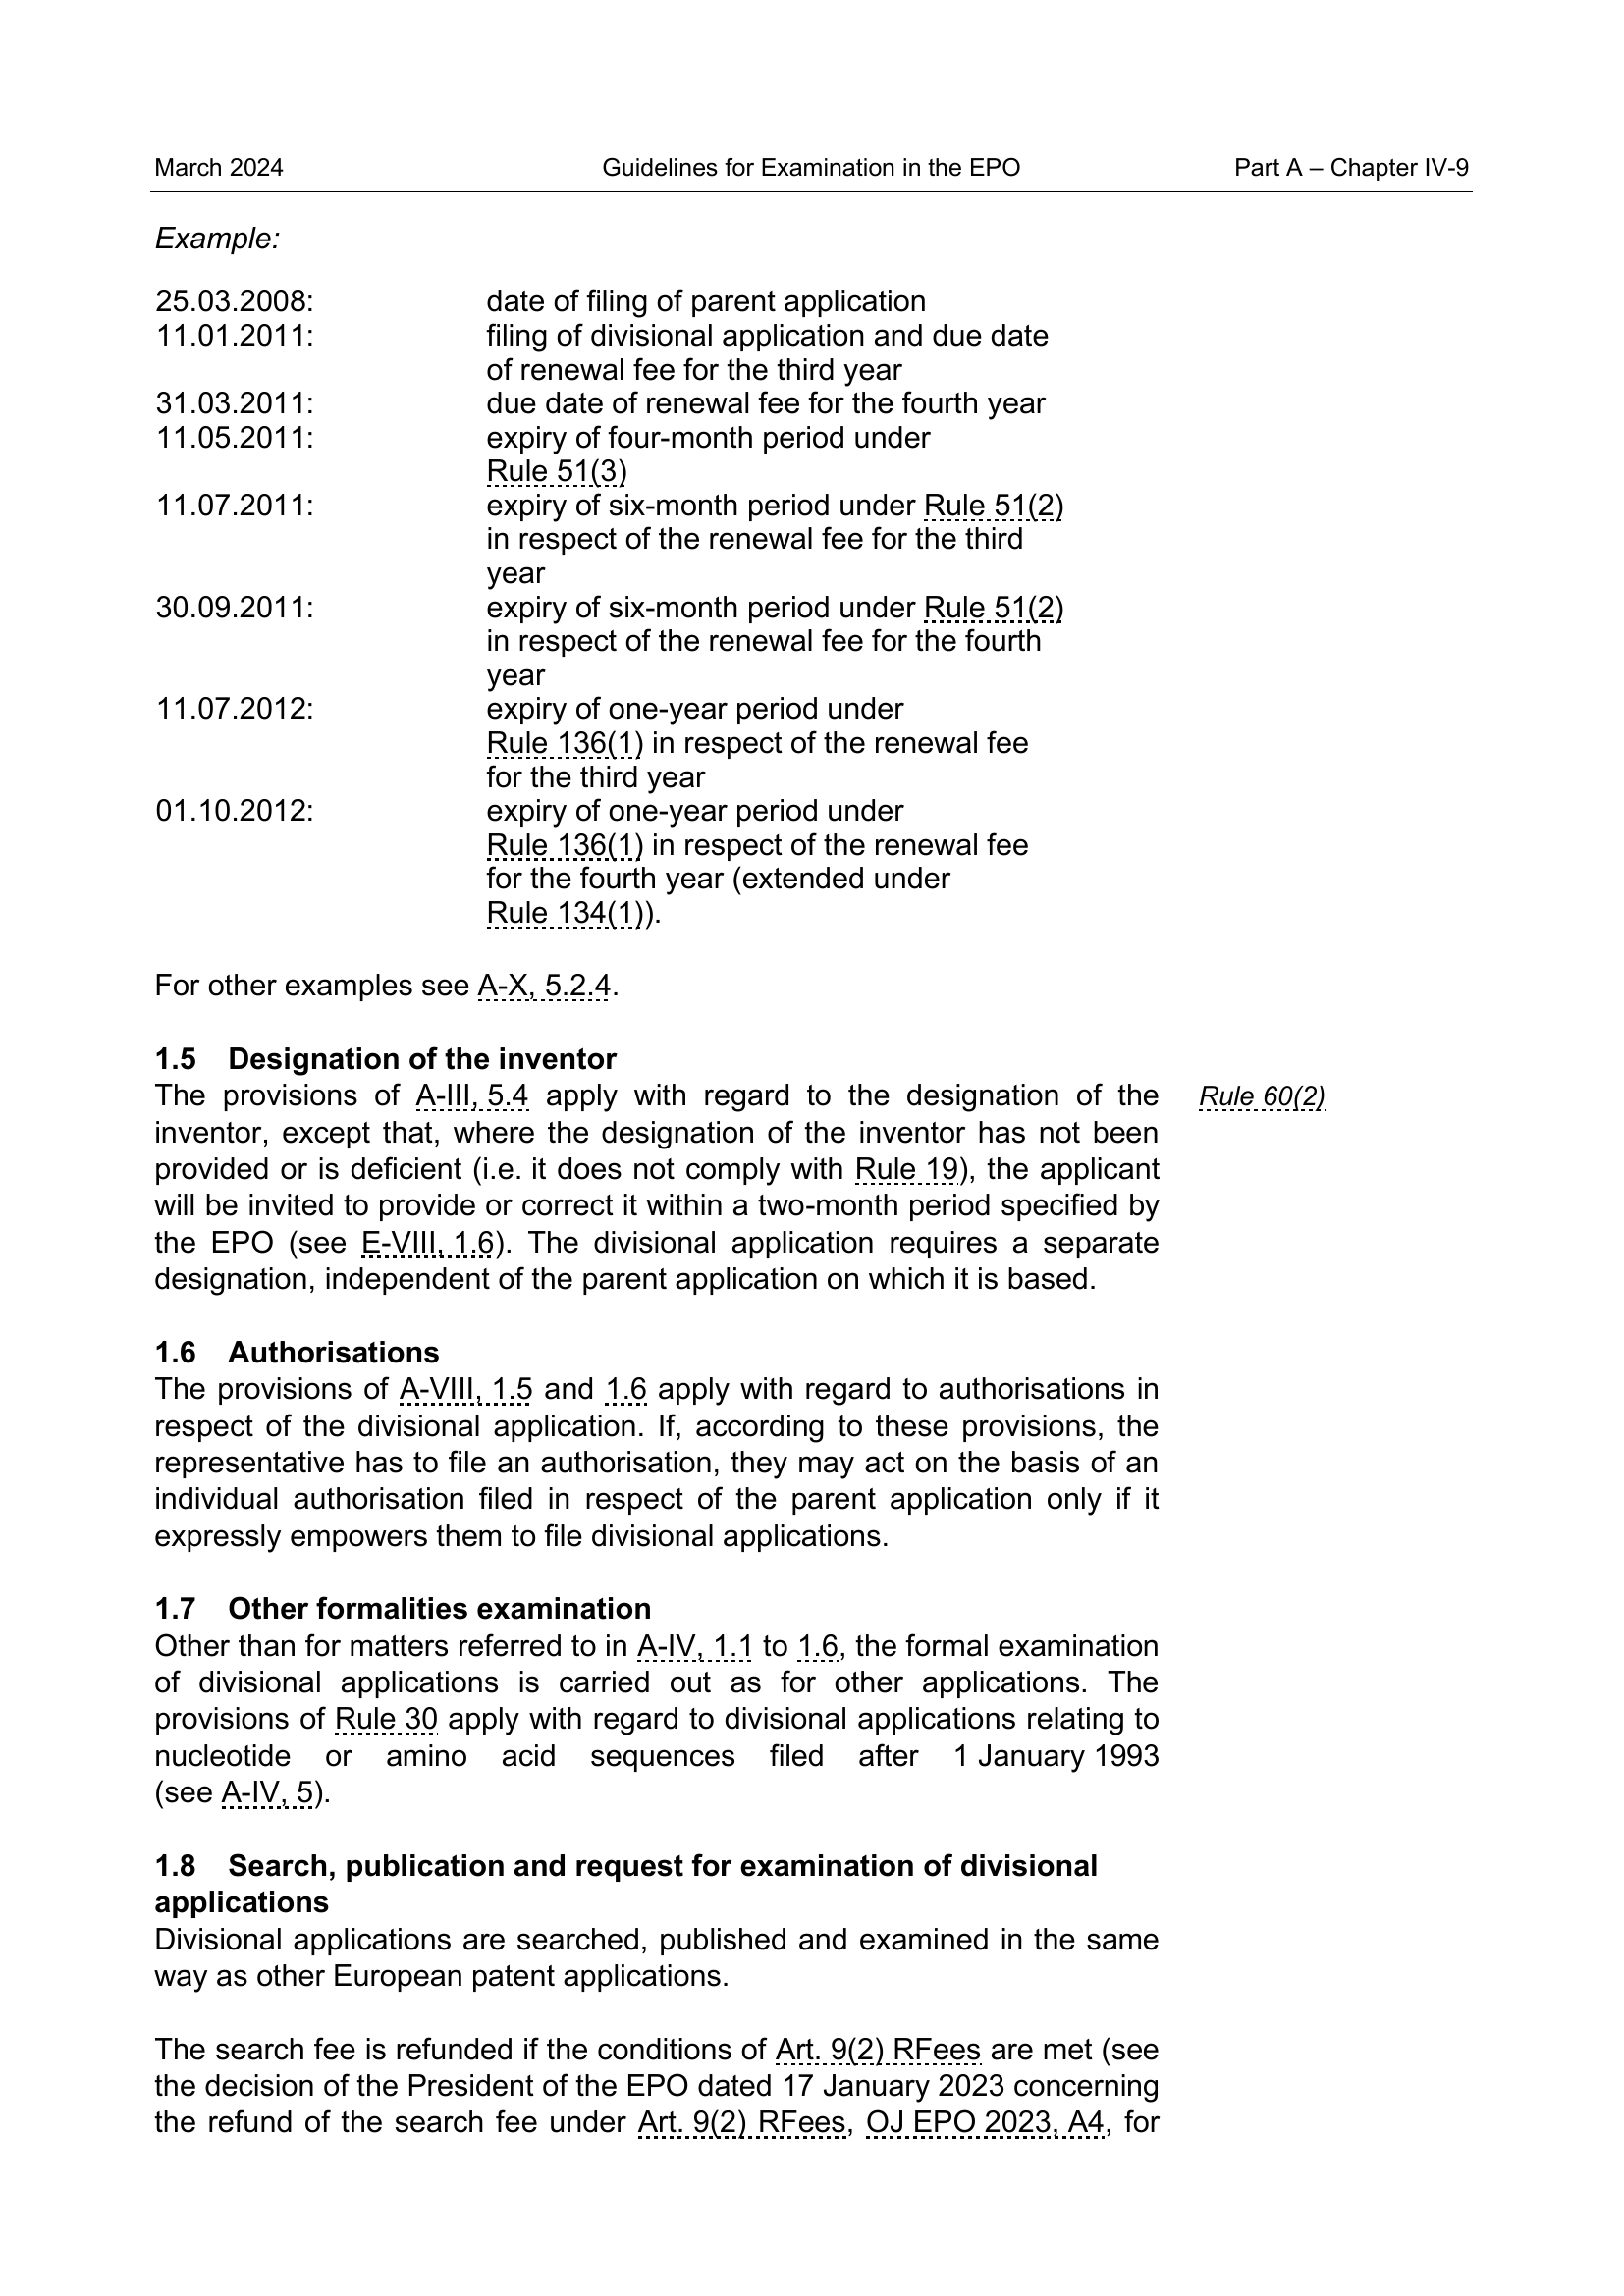 March 2024 Guidelines for Examination in the EPO Part A – Chapter IV-9
Example:
25.03.2008: date of filing of parent application
11.01.2011: filing of divisional application and due date
of renewal fee for the third year
31.03.2011: due date of renewal fee for the fourth year
11.05.2011: expiry of four-month period under
Rule 51(3)
11.07.2011: expiry of six-month period under Rule 51(2)
in respect of the renewal fee for the third
year
30.09.2011: expiry of six-month period under Rule 51(2)
in respect of the renewal fee for the fourth
year
11.07.2012: expiry of one-year period under
Rule 136(1) in respect of the renewal fee
for the third year
01.10.2012: expiry of one-year period under
Rule 136(1) in respect of the renewal fee
for the fourth year (extended under
Rule 134(1)).
For other examples see A-X, 5.2.4.
1.5 Designation of the inventor
The provisions of A-III, 5.4 apply with regard to the designation of the Rule 60(2)
inventor, except that, where the designation of the inventor has not been
provided or is deficient (i.e. it does not comply with Rule 19), the applicant
will be invited to provide or correct it within a two-month period specified by
the EPO (see E-VIII, 1.6). The divisional application requires a separate
designation, independent of the parent application on which it is based.
1.6 Authorisations
The provisions of A-VIII, 1.5 and 1.6 apply with regard to authorisations in
respect of the divisional application. If, according to these provisions, the
representative has to file an authorisation, they may act on the basis of an
individual authorisation filed in respect of the parent application only if it
expressly empowers them to file divisional applications.
1.7 Other formalities examination
Other than for matters referred to in A-IV, 1.1 to 1.6, the formal examination
of divisional applications is carried out as for other applications. The
provisions of Rule 30 apply with regard to divisional applications relating to
nucleotide or amino acid sequences filed after 1 January 1993
(see A-IV, 5).
1.8 Search, publication and request for examination of divisional
applications
Divisional applications are searched, published and examined in the same
way as other European patent applications.
The search fee is refunded if the conditions of Art. 9(2) RFees are met (see
the decision of the President of the EPO dated 17 January 2023 concerning
the refund of the search fee under Art. 9(2) RFees, OJ EPO 2023, A4, for